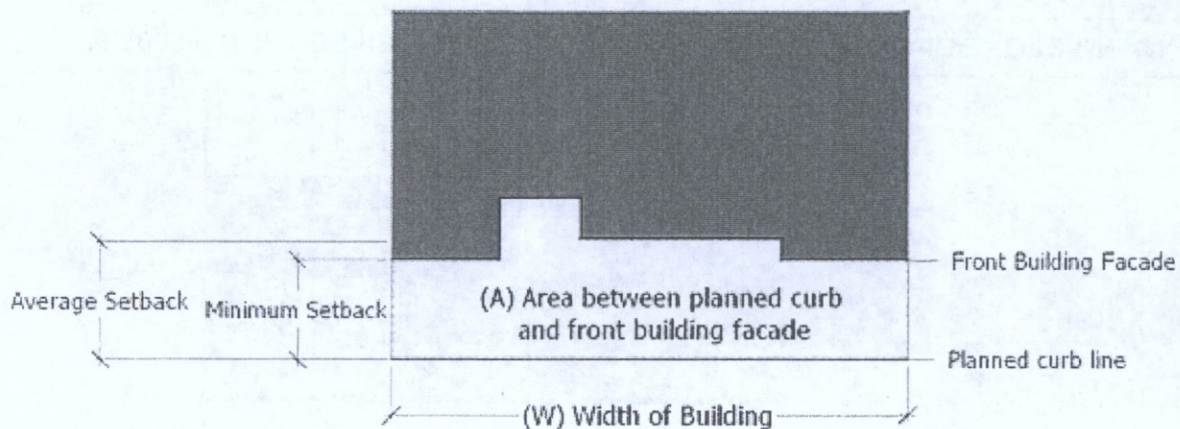 Front Building Facade
Average Setback
Minimum Setback
(A) Area between planned curb
and front building facade
Planned curb line
(W) Width of Building